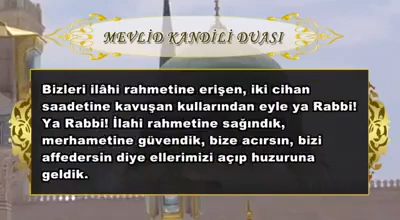 MEVLİD KANDİLİ DUASI
Bizleri ilâhi rahmetine erişen, iki cihan
saadetine kavuşan kullarından eyle ya Rabbi!
Ya Rabbi! İlahi rahmetine sağındık,
merhametine güvendik, bize acırsın, bizi
affedersin diye ellerimizi açıp huzuruna
geldik.